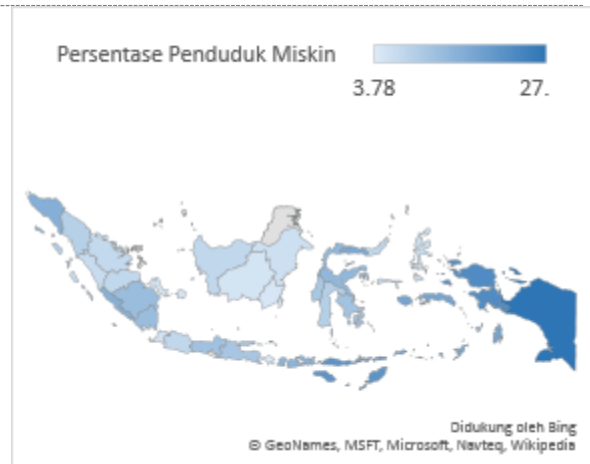 Persentase Penduduk Miskin
3.78 27.
Didukung oleh Bing
© GeoNames, MSFT, Microsoft, Navteq, Wikipedia